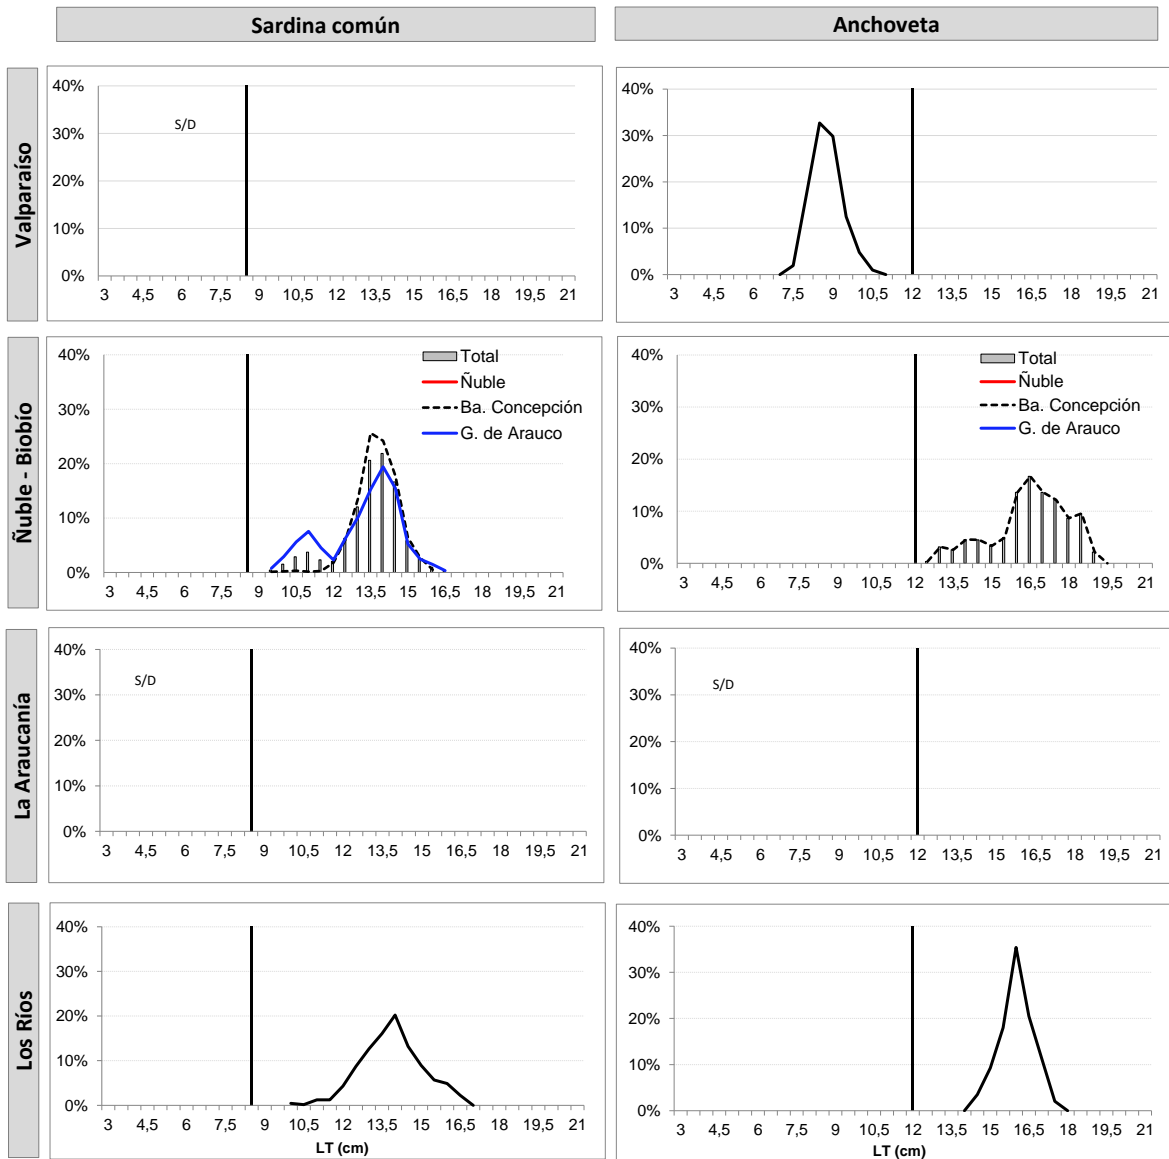 Sardina común
Anchoveta
Valparaíso
40%
30%
20%
10%
0%
S/D
3 4,5 6 7,5 9 10,5 12 13,5 15 16,5 18 19,5 21
40%
30%
20%
10%
0%
3 4,5 6 7,5 9 10,5 12 13,5 15 16,5 18 19,5 21
Ñuble - Biobío
40%
30%
20%
10%
0%
Total
Ñuble
Ba. Concepción
G. de Arauco
3 4,5 6 7,5 9 10,5 12 13,5 15 16,5 18 19,5 21
40%
30%
20%
10%
0%
Total
Ñuble
Ba. Concepción
G. de Arauco
3 4,5 6 7,5 9 10,5 12 13,5 15 16,5 18 19,5 21
La Araucanía
40%
30%
20%
10%
0%
S/D
3 4,5 6 7,5 9 10,5 12 13,5 15 16,5 18 19,5 21
40%
30%
20%
10%
0%
S/D
3 4,5 6 7,5 9 10,5 12 13,5 15 16,5 18 19,5 21
Los Ríos
40%
30%
20%
10%
0%
3 4,5 6 7,5 9 10,5 12 13,5 15 16,5 18 19,5 21
LT (cm)
40%
30%
20%
10%
0%
3 4,5 6 7,5 9 10,5 12 13,5 15 16,5 18 19,5 21
LT (cm)